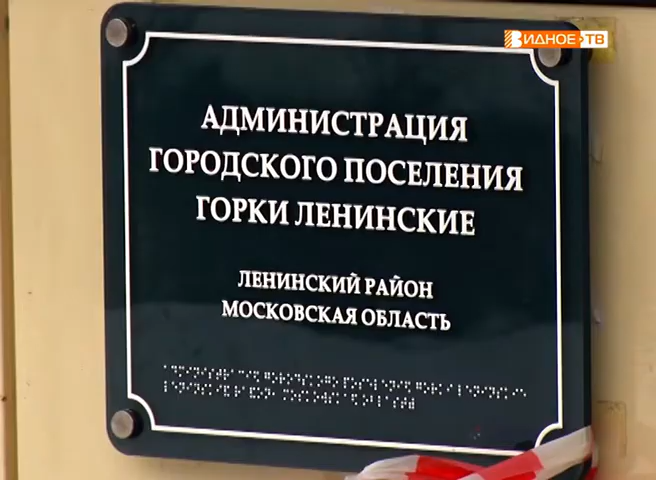 ВИДНОЕ-ТВ
АДМИНИСТРАЦИЯ
ГОРОДСКОГО ПОСЕЛЕНИЯ
ГОРКИ ЛЕНИНСКИЕ
ЛЕНИНСКИЙ РАЙОН
МОСКОВСКАЯ ОБЛАСТЬ